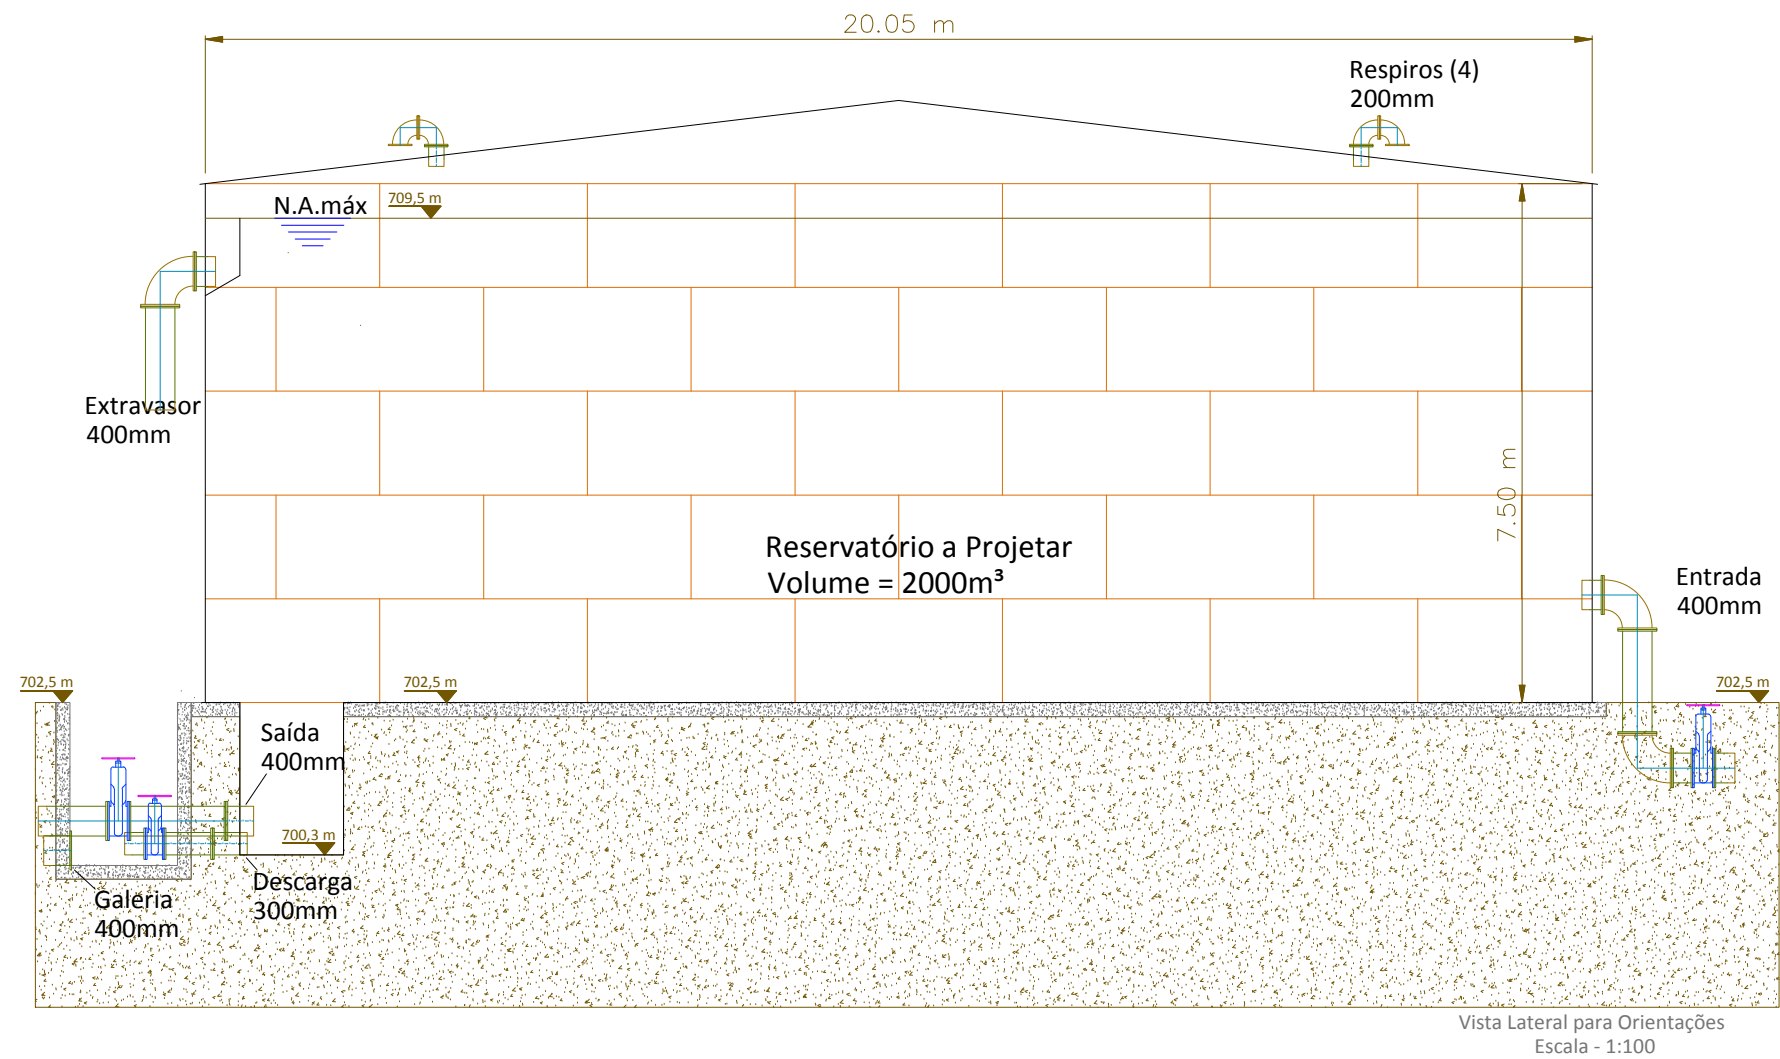 20.05 m
Respiros (4)
200mm
N.A.máx
709,5 m
Extravasor
400mm
7.50 m
Reservatório a Projetar
Volume = 2000m³
Entrada
400mm
702,5 m
702,5 m
702,5 m
Saída
400mm
700,3 m
Descarga
300mm
Galeria
400mm
Vista Lateral para Orientações
Escala - 1:100